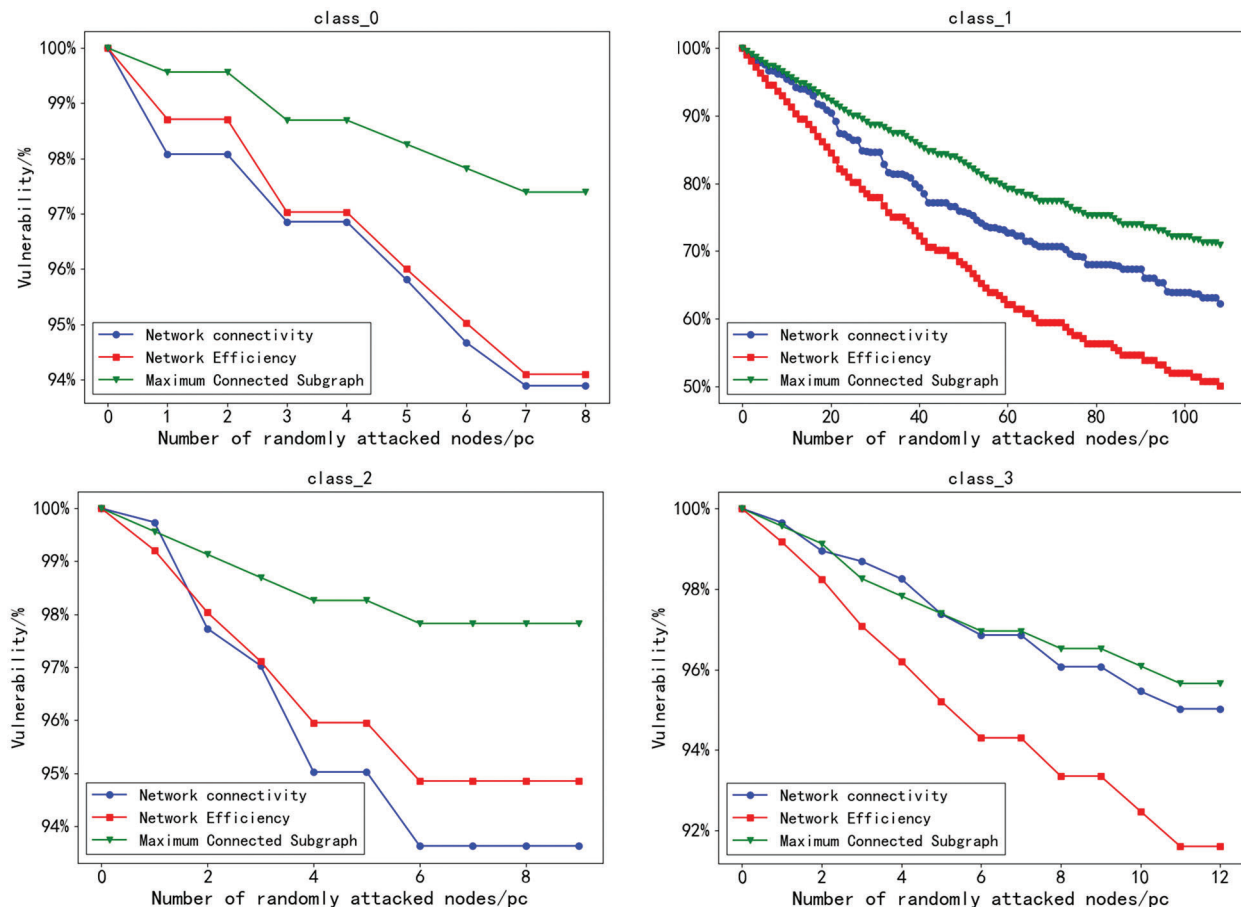 class_0
100%
99%
98%
97%
96%
95%
94%
Vulnerability/%
Network connectivity
Network Efficiency
Maximum Connected Subgraph
0 1 2 3 4 5 6 7 8
Number of randomly attacked nodes/pc
class_1
100%
90%
80%
70%
60%
50%
Vulnerability/%
Network connectivity
Network Efficiency
Maximum Connected Subgraph
0 20 40 60 80 100
Number of randomly attacked nodes/pc
class_2
100%
99%
98%
97%
96%
95%
94%
Vulnerability/%
Network connectivity
Network Efficiency
Maximum Connected Subgraph
0 2 4 6 8
Number of randomly attacked nodes/pc
class_3
100%
98%
96%
94%
92%
Vulnerability/%
Network connectivity
Network Efficiency
Maximum Connected Subgraph
0 2 4 6 8 10 12
Number of randomly attacked nodes/pc